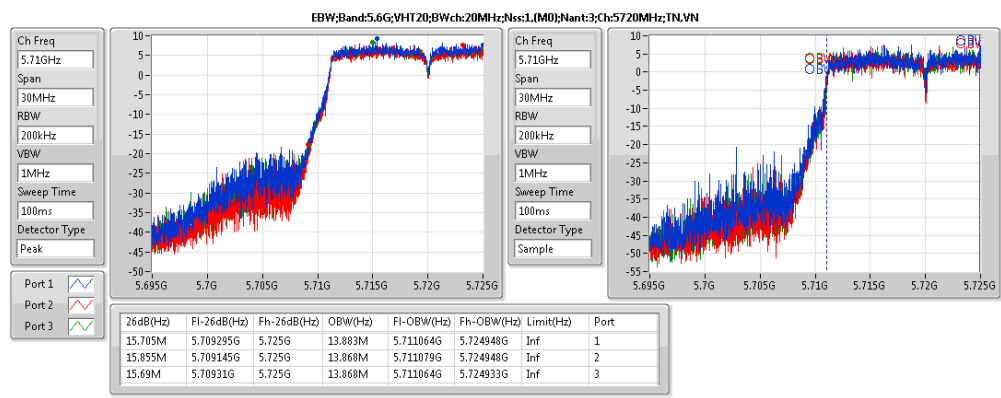 EBW;Band:5.6G;VHT20;BWch:20MHz;Nss:1,(M0);Nant:3;Ch:5720MHz;TN,VN
Ch Freq
5.71GHz
Span
30MHz
RBW
200kHz
VBW
1MHz
Sweep Time
100ms
Detector Type
Peak
10
5
0
-5
-10
-15
-20
-25
-30
-35
-40
-45
-50
5.695G 5.7G 5.705G 5.71G 5.715G 5.72G 5.725G
Ch Freq
5.71GHz
Span
30MHz
RBW
200kHz
VBW
1MHz
Sweep Time
100ms
Detector Type
Sample
10
5
0
-5
-10
-15
-20
-25
-30
-35
-40
-45
-50
-55
5.695G 5.7G 5.705G 5.71G 5.715G 5.72G 5.725G
Port 1
Port 2
Port 3
26dB(Hz) Fl-26dB(Hz) Fh-26dB(Hz) OBW(Hz) Fl-OBW(Hz) Fh-OBW(Hz) Limit(Hz) Port
15.705M 5.709295G 5.725G 13.883M 5.711064G 5.724948G Inf 1
15.855M 5.709145G 5.725G 13.868M 5.711079G 5.724948G Inf 2
15.69M 5.70931G 5.725G 13.868M 5.711064G 5.724933G Inf 3